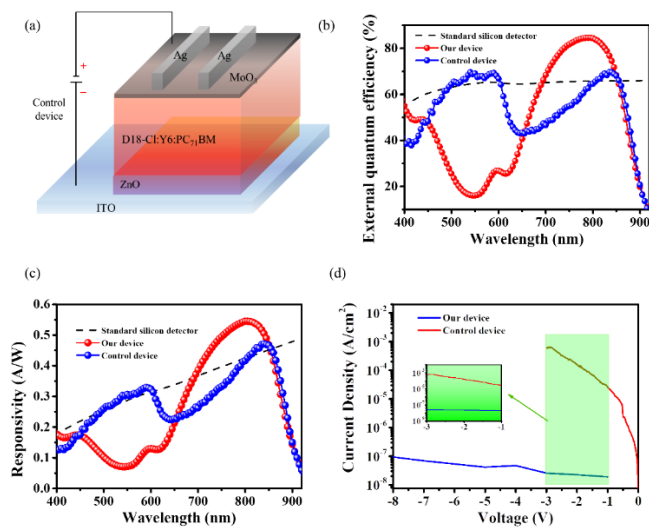 (a)
Ag
Ag
MoO3
+
−
Control
device
D18-Cl:Y6:PC71BM
ZnO
ITO
(b)
External quantum efficiency (%)
80
60
40
20
Standard silicon detector
Our device
Control device
400 500 600 700 800 900
Wavelength (nm)
(c)
Responsivity (A/W)
0.6
0.5
0.4
0.3
0.2
0.1
0.0
Standard silicon detector
Our device
Control device
400 500 600 700 800 900
Wavelength (nm)
(d)
Current Density (A/cm2)
10-1
10-2
10-3
10-4
10-5
10-6
10-7
10-8
Our device
Control device
-3 -2 -1
-8 -7 -6 -5 -4 -3 -2 -1 0
Voltage (V)